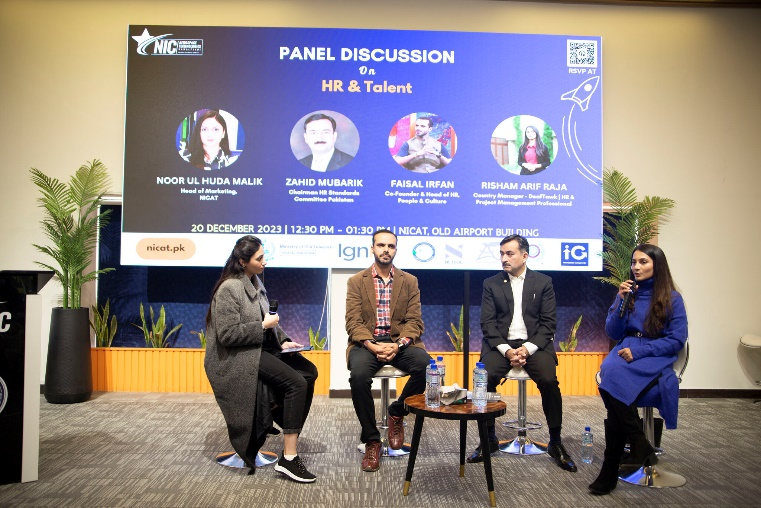 NIC
PANEL DISCUSSION
On
HR & Talent
RSVP AT
NOOR UL HUDA MALIK
Head of Marketing,
NICAT
ZAHID MUBARIK
Chairman HR Standards
Committee Pakistan
FAISAL IRFAN
Co-Founder & Head of HR,
People & Culture
RISHAM ARIF RAJA
Country Manager - DealTawk | HR &
Project Management Professional
20 DECEMBER 2023 | 12:30 PM - 01:30 PM | NICAT, OLD AIRPORT BUILDING
nicat.pk
Ign
iG